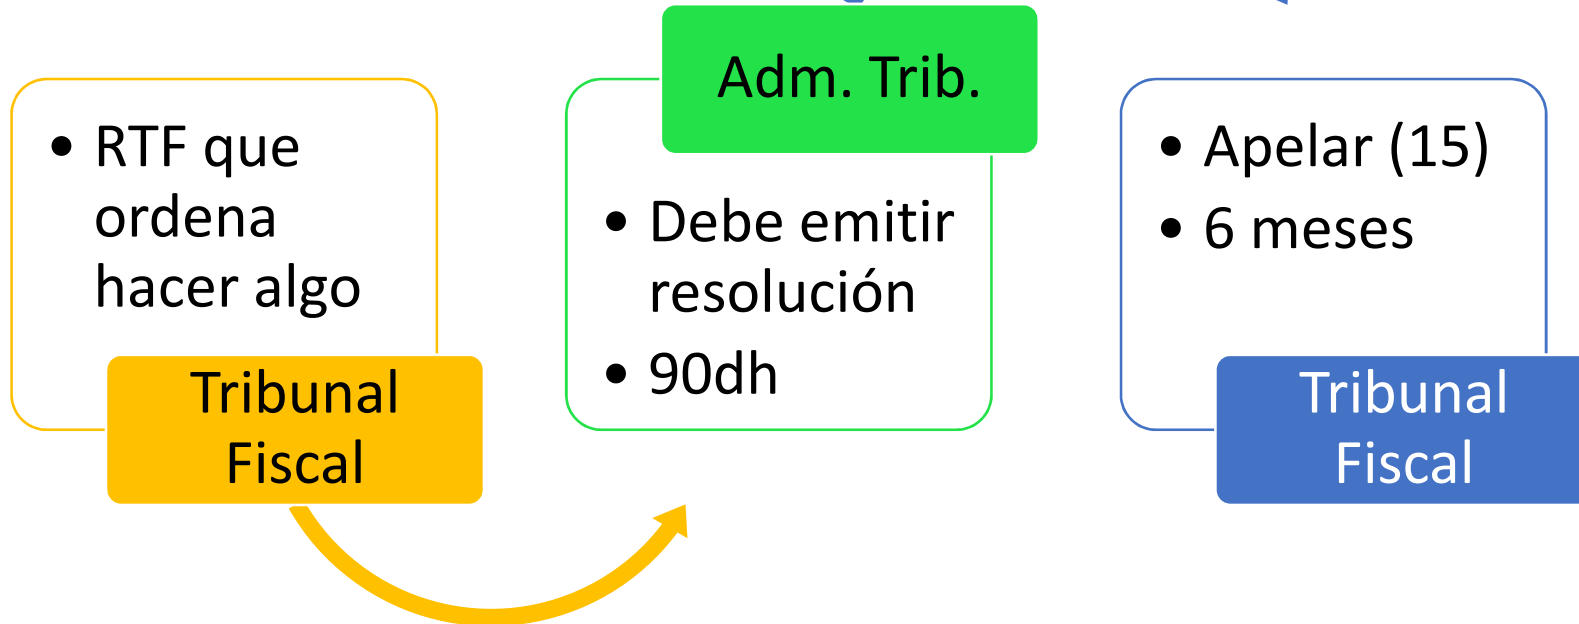 • RTF que
ordena
hacer algo
Tribunal
Fiscal
Adm. Trib.
• Debe emitir
resolución
• 90dh
• Apelar (15)
• 6 meses
Tribunal
Fiscal